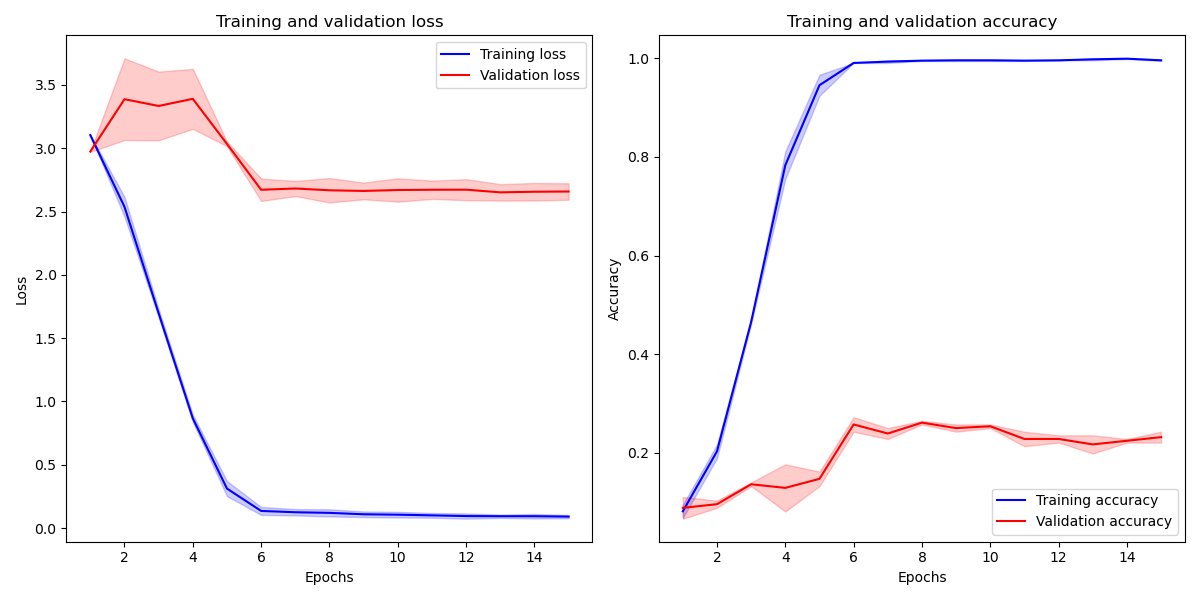 Training and validation loss
Training loss
Validation loss
3.5
3.0
2.5
2.0
1.5
1.0
0.5
0.0
Loss
2 4 6 8 10 12 14
Epochs
Training and validation accuracy
1.0
0.8
0.6
0.4
0.2
Accuracy
Training accuracy
Validation accuracy
2 4 6 8 10 12 14
Epochs